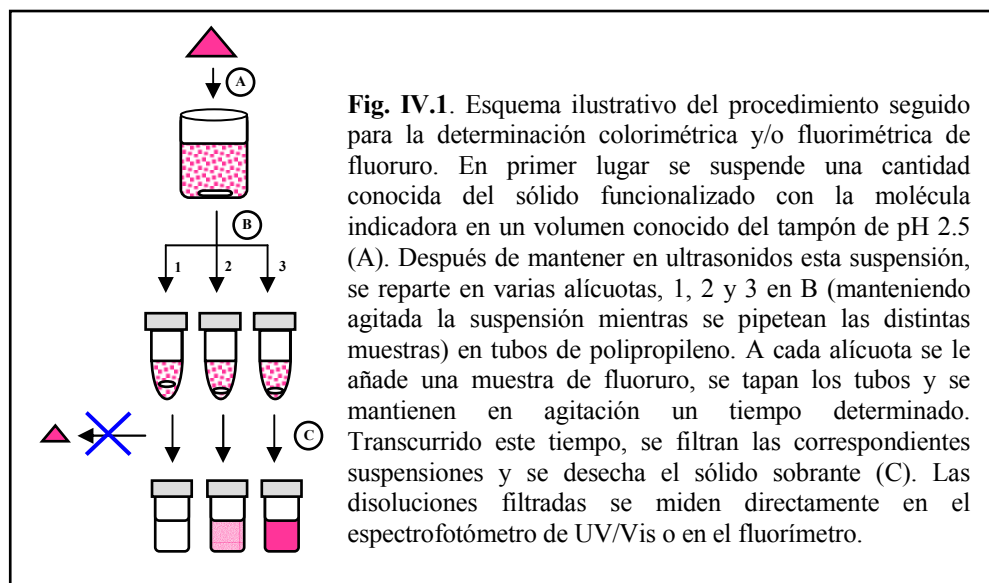 A
B
1 2 3
C
Fig. IV.1. Esquema ilustrativo del procedimiento seguido
para la determinación colorimétrica y/o fluorimétrica de
fluoruro. En primer lugar se suspende una cantidad
conocida del sólido funcionalizado con la molécula
indicadora en un volumen conocido del tampón de pH 2.5
(A). Después de mantener en ultrasonidos esta suspensión,
se reparte en varias alícuotas, 1, 2 y 3 en B (manteniendo
agitada la suspensión mientras se pipetean las distintas
muestras) en tubos de polipropileno. A cada alícuota se le
añade una muestra de fluoruro, se tapan los tubos y se
mantienen en agitación un tiempo determinado.
Transcurrido este tiempo, se filtran las correspondientes
suspensiones y se desecha el sólido sobrante (C). Las
disoluciones filtradas se miden directamente en el
espectrofotómetro de UV/Vis o en el fluorímetro.